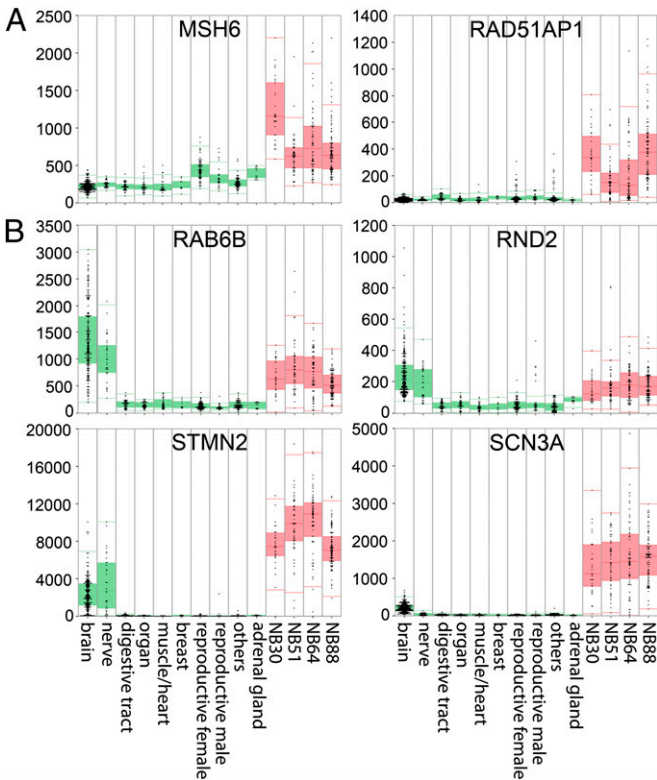 A
MSH6
2500
2000
1500
1000
500
0
RAD51AP1
1400
1200
1000
800
600
400
200
0
B
RAB6B
3500
3000
2500
2000
1500
1000
500
0
RND2
1200
1000
800
600
400
200
0
STMN2
20000
16000
12000
8000
4000
0
SCN3A
5000
4000
3000
2000
1000
0
brain
nerve
digestive tract
organ
muscle/heart
breast
reproductive female
reproductive male
others
adrenal gland
NB30
NB51
NB64
NB88
brain
nerve
digestive tract
organ
muscle/heart
breast
reproductive female
reproductive male
others
adrenal gland
NB30
NB51
NB64
NB88